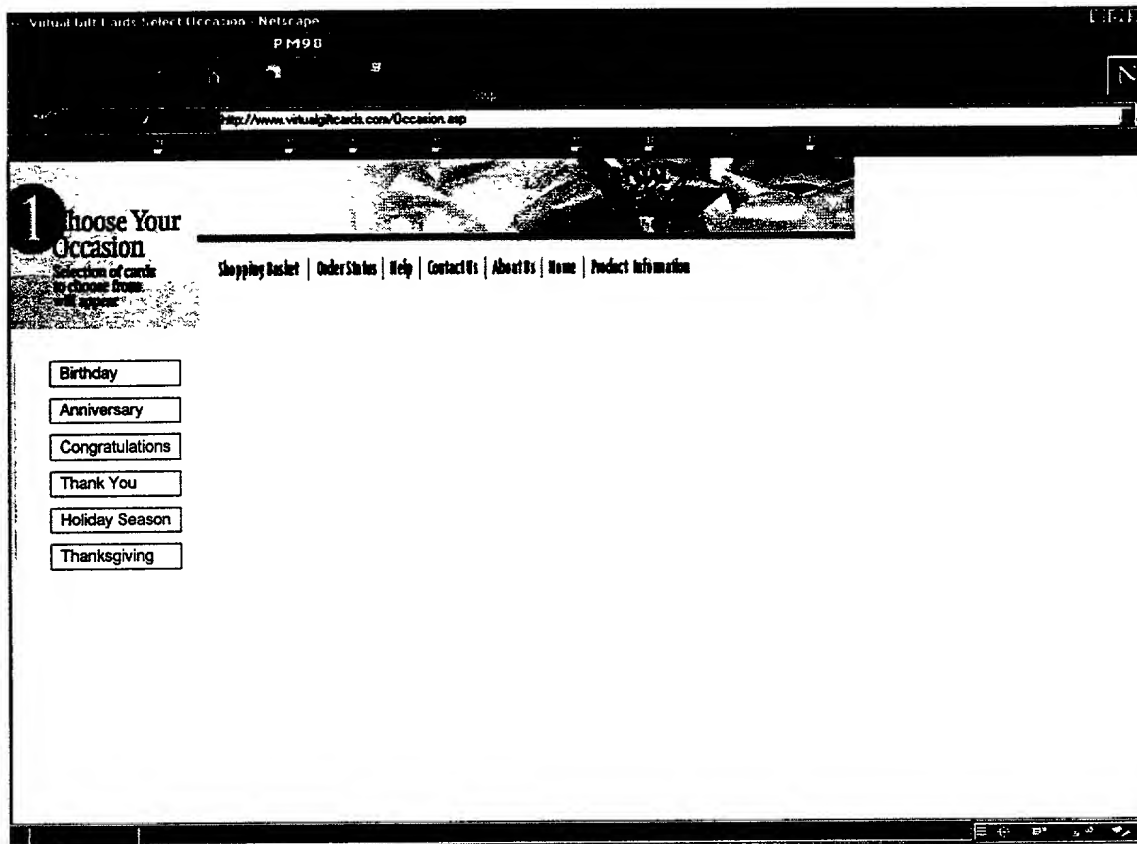 Virtual Gift Cards Select Occasion - Netscape
PM98
http://www.virtualgiftcards.com/Occasion.asp
1
Choose Your
Occasion
Selection of cards
to choose from
will appear
Shopping Basket | Order Status | Help | Contact Us | About Us | Home | Product Information
Birthday
Anniversary
Congratulations
Thank You
Holiday Season
Thanksgiving